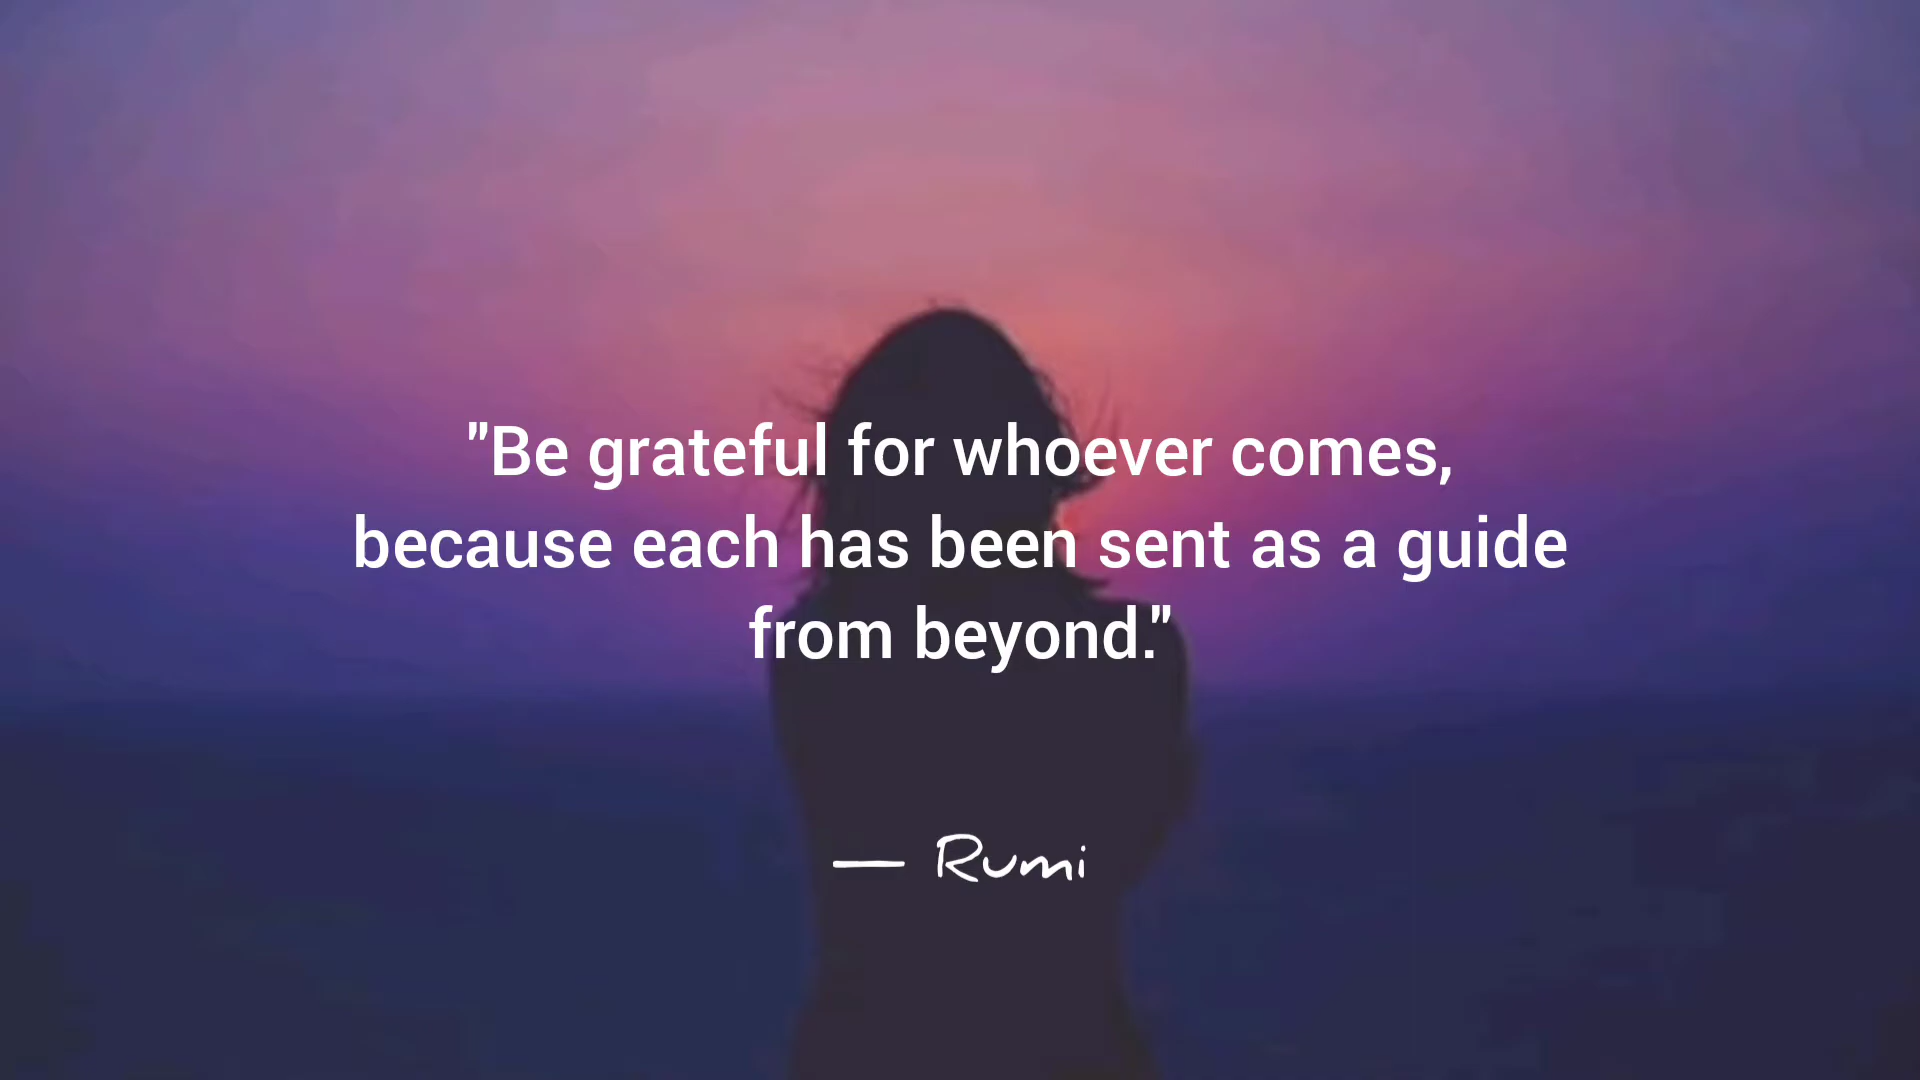 "Be grateful for whoever comes,
because each has been sent as a guide
from beyond."
— Rumi